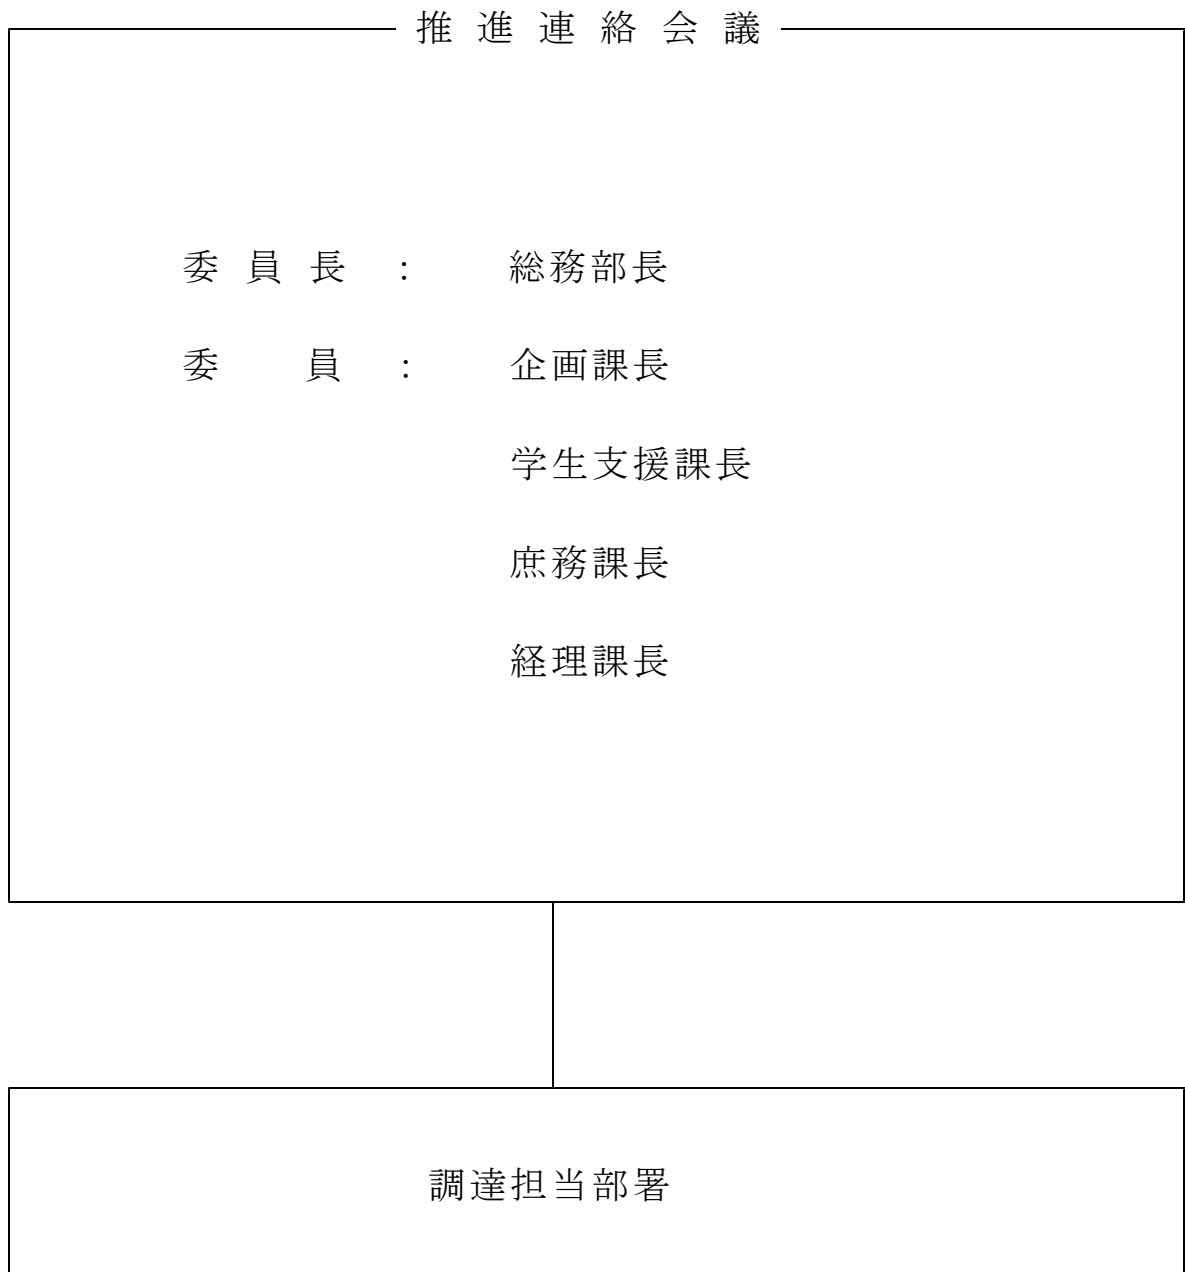 推進連絡会議
委員長 : 総務部長
委員 : 企画課長
学生支援課長
庶務課長
経理課長
調達担当部署